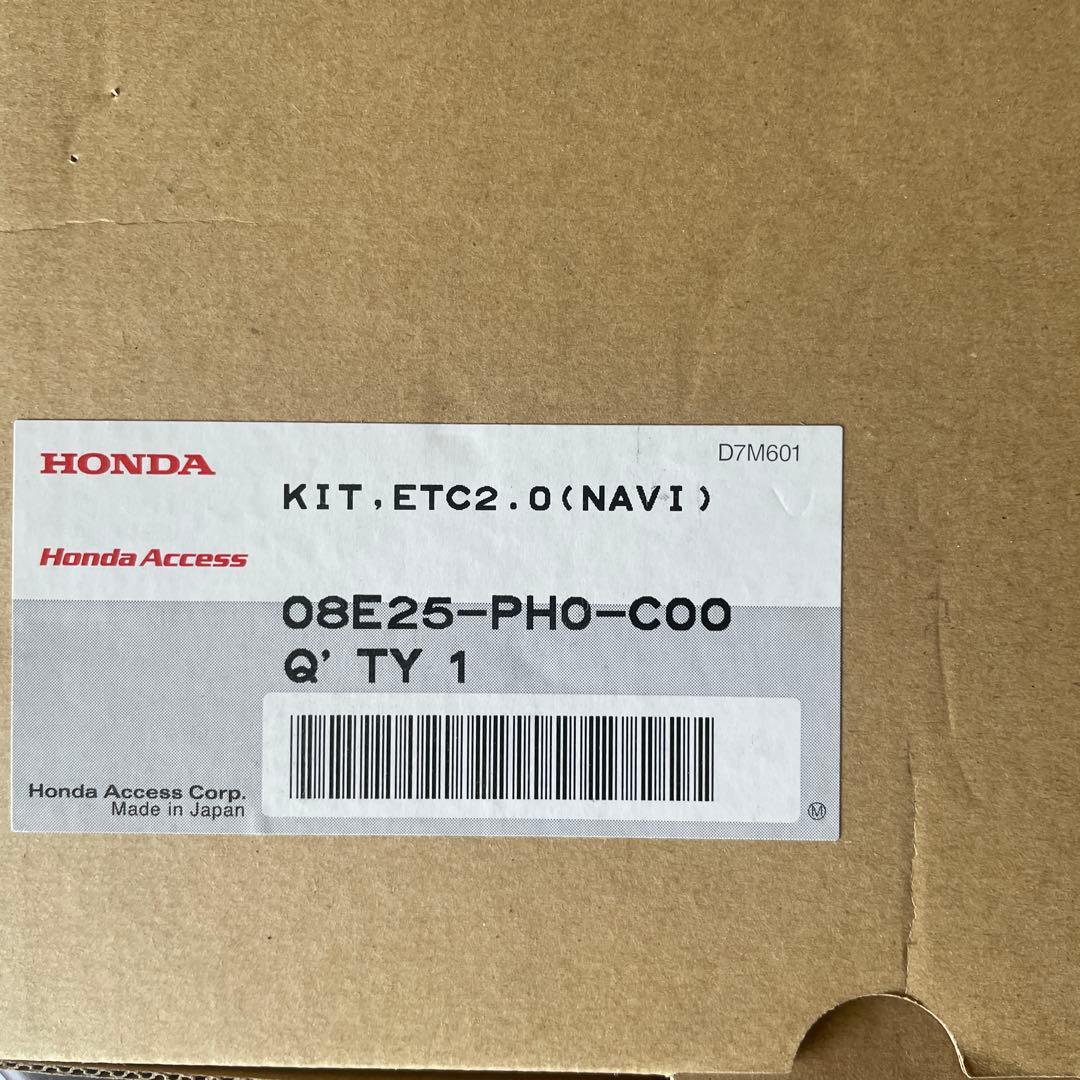 HONDA
D7M601
KIT,ETC2.0(NAVI)
Honda Access
08E25-PH0-C00
Q' TY 1
Honda Access Corp.
Made in Japan
Ⓜ